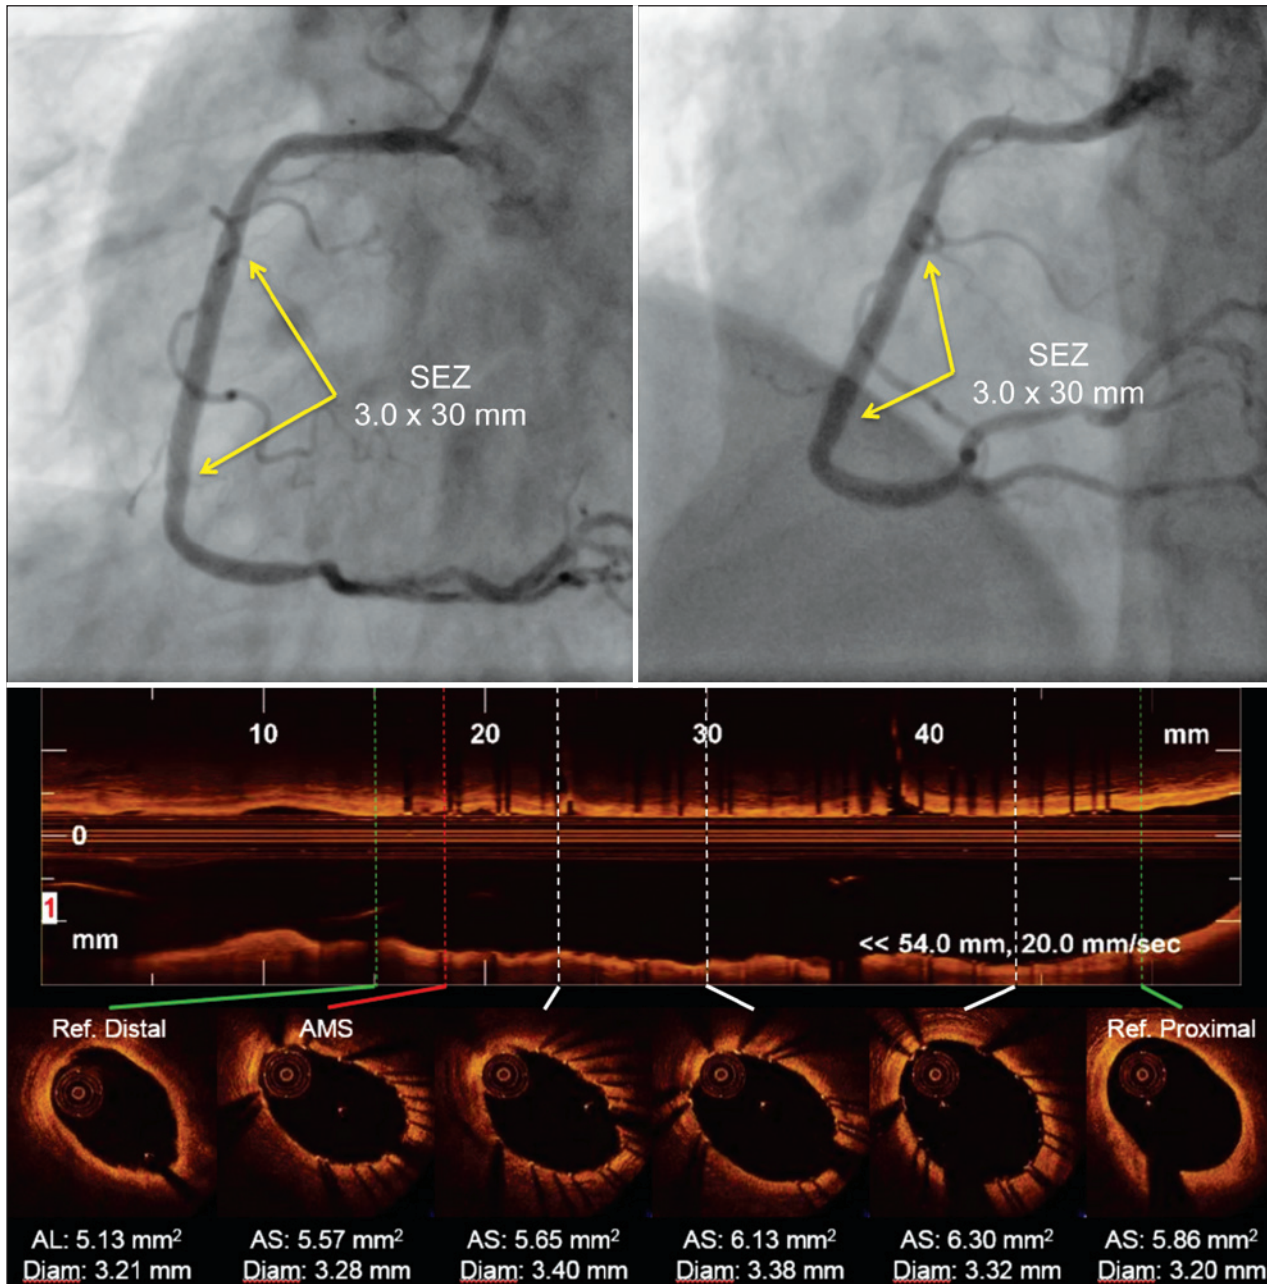 SEZ
3.0 x 30 mm
SEZ
3.0 x 30 mm
10 20 30 40 mm
0
1
mm
<< 54.0 mm, 20.0 mm/sec
Ref. Distal AMS Ref. Proximal
AL: 5.13 mm² AS: 5.57 mm² AS: 5.65 mm² AS: 6.13 mm² AS: 6.30 mm² AS: 5.86 mm²
Diam: 3.21 mm Diam: 3.28 mm Diam: 3.40 mm Diam: 3.38 mm Diam: 3.32 mm Diam: 3.20 mm